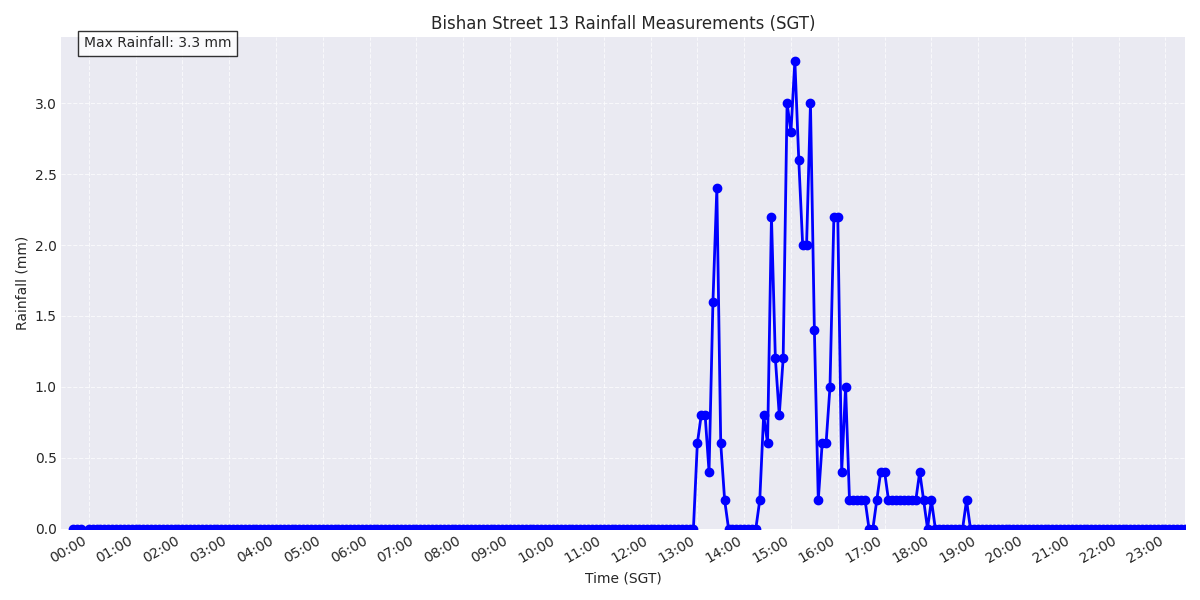 Bishan Street 13 Rainfall Measurements (SGT)
Max Rainfall: 3.3 mm
Rainfall (mm)
3.0
2.5
2.0
1.5
1.0
0.5
0.0
00:00 01:00 02:00 03:00 04:00 05:00 06:00 07:00 08:00 09:00 10:00 11:00 12:00 13:00 14:00 15:00 16:00 17:00 18:00 19:00 20:00 21:00 22:00 23:00
Time (SGT)